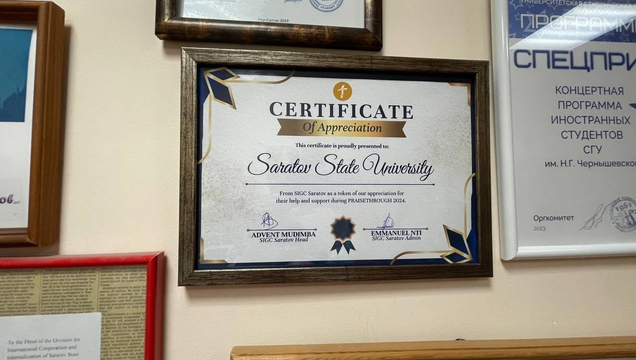 CERTIFICATE
Of Appreciation
This certificate is proudly presented to:
Saratov State University
From SIGC Saratov as a token of our appreciation for
their help and support during PRAISETHROUGH 2024.
ADVENT MUDIMBA
SIGC Saratov Head
EMMANUEL NTI
SIGC Saratov Admin
ПРОГРАММ
СПЕЦПРИ
КОНЦЕРТНАЯ
ПРОГРАММА
ИНОСТРАННЫХ
СТУДЕНТОВ
СГУ
им. Н.Г. Чернышевско
Оргкомитет
2023
To the Head of the Division for
International Cooperation and
Internalization of Saratov State